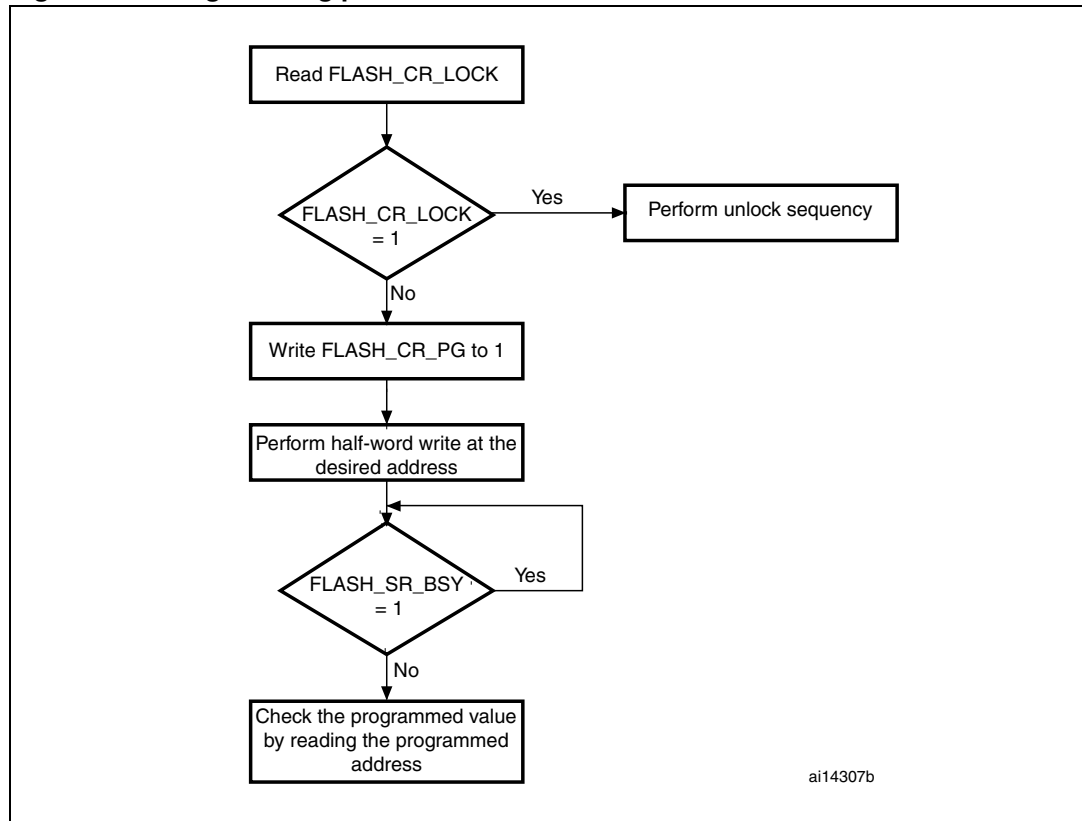 Read FLASH_CR_LOCK
FLASH_CR_LOCK
= 1
Yes
Perform unlock sequency
No
Write FLASH_CR_PG to 1
Perform half-word write at the
desired address
FLASH_SR_BSY
= 1
Yes
No
Check the programmed value
by reading the programmed
address
ai14307b